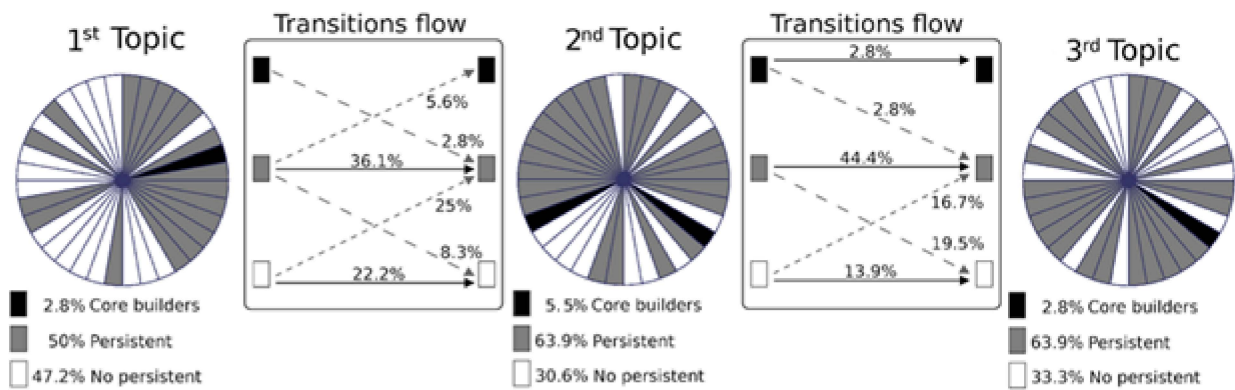 1st Topic
Transitions flow
2nd Topic
Transitions flow
3rd Topic
5.6%
2.8%
36.1%
25%
8.3%
22.2%
2.8%
2.8%
44.4%
16.7%
19.5%
13.9%
2.8% Core builders
50% Persistent
47.2% No persistent
5.5% Core builders
63.9% Persistent
30.6% No persistent
2.8% Core builders
63.9% Persistent
33.3% No persistent